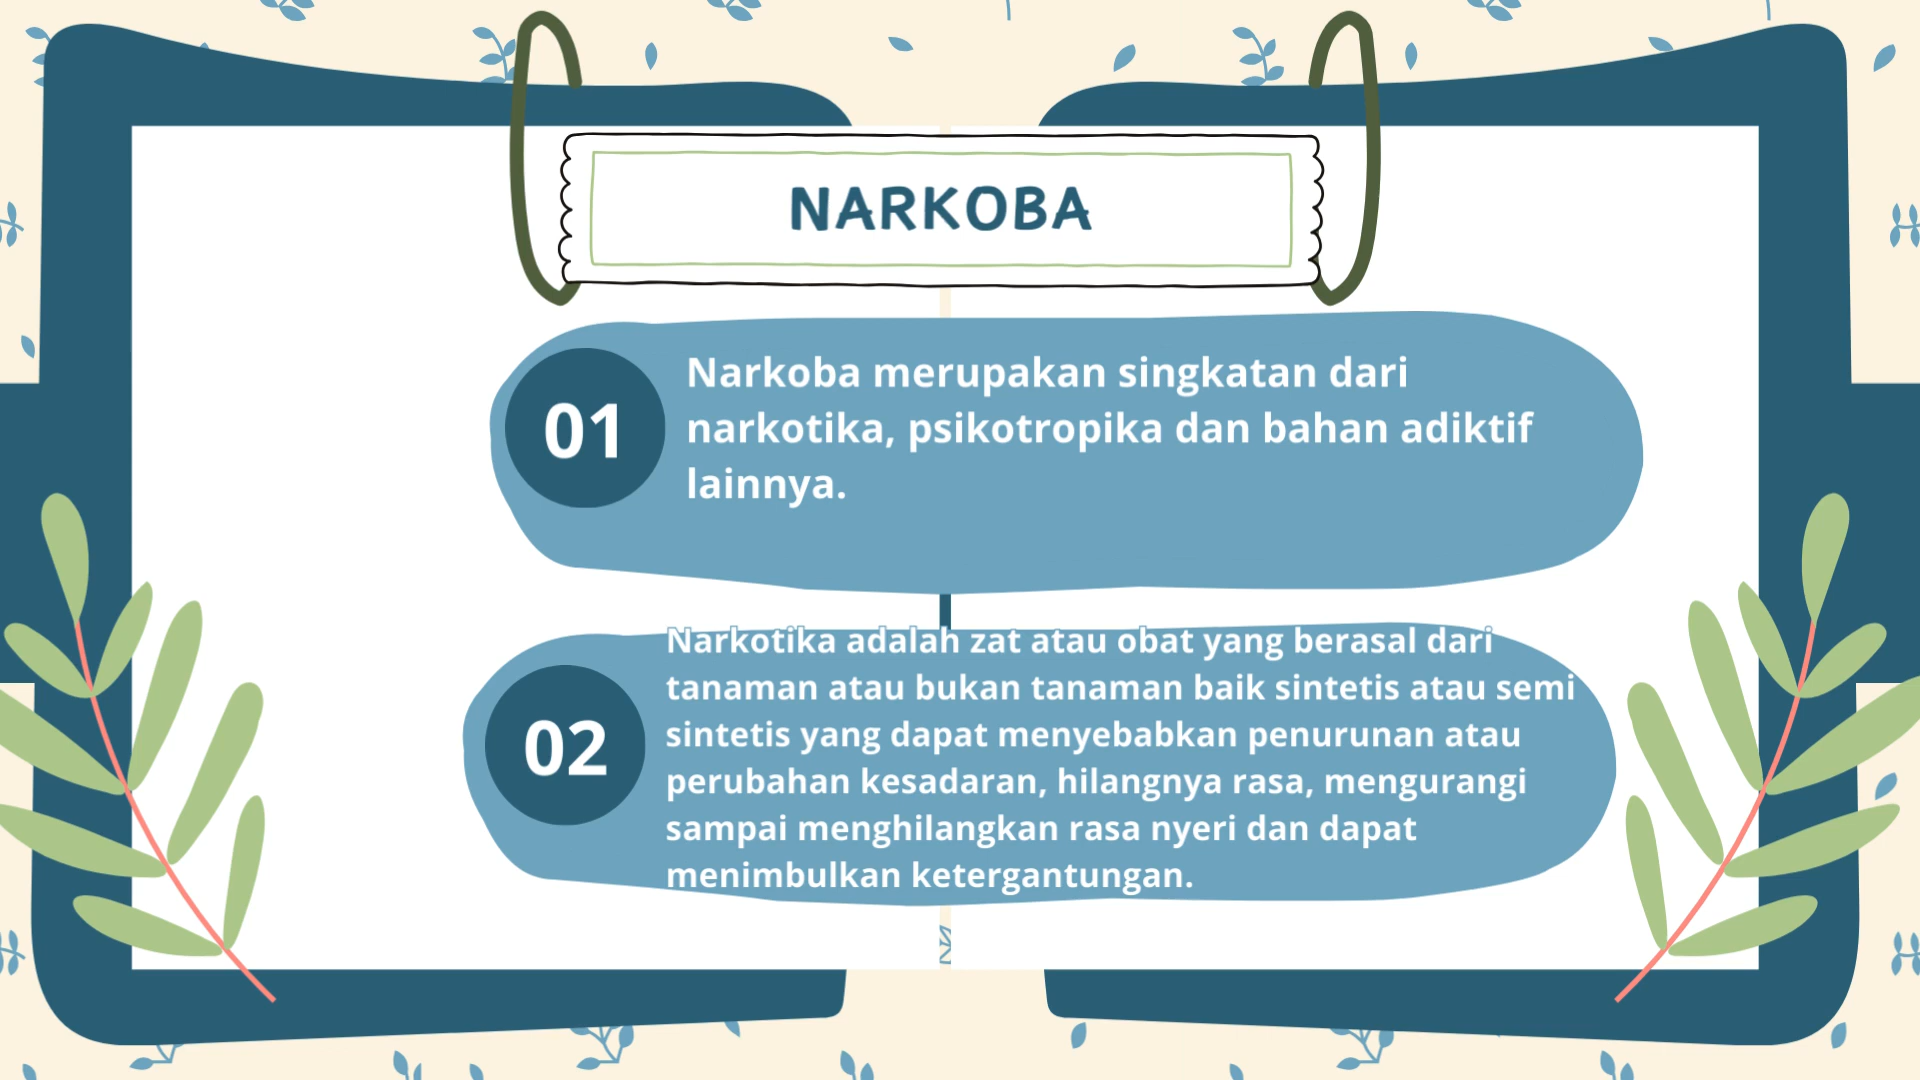 NARKOBA
01
Narkoba merupakan singkatan dari
narkotika, psikotropika dan bahan adiktif
lainnya.
02
Narkotika adalah zat atau obat yang berasal dari
tanaman atau bukan tanaman baik sintetis atau semi
sintetis yang dapat menyebabkan penurunan atau
perubahan kesadaran, hilangnya rasa, mengurangi
sampai menghilangkan rasa nyeri dan dapat
menimbulkan ketergantungan.